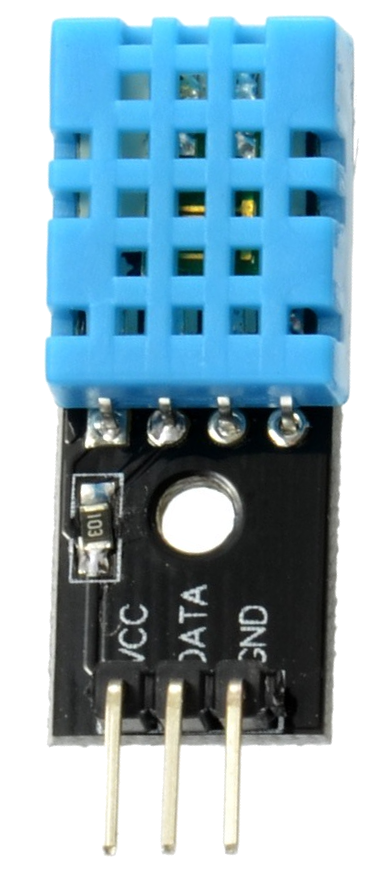 103
VCC
DATA
GND